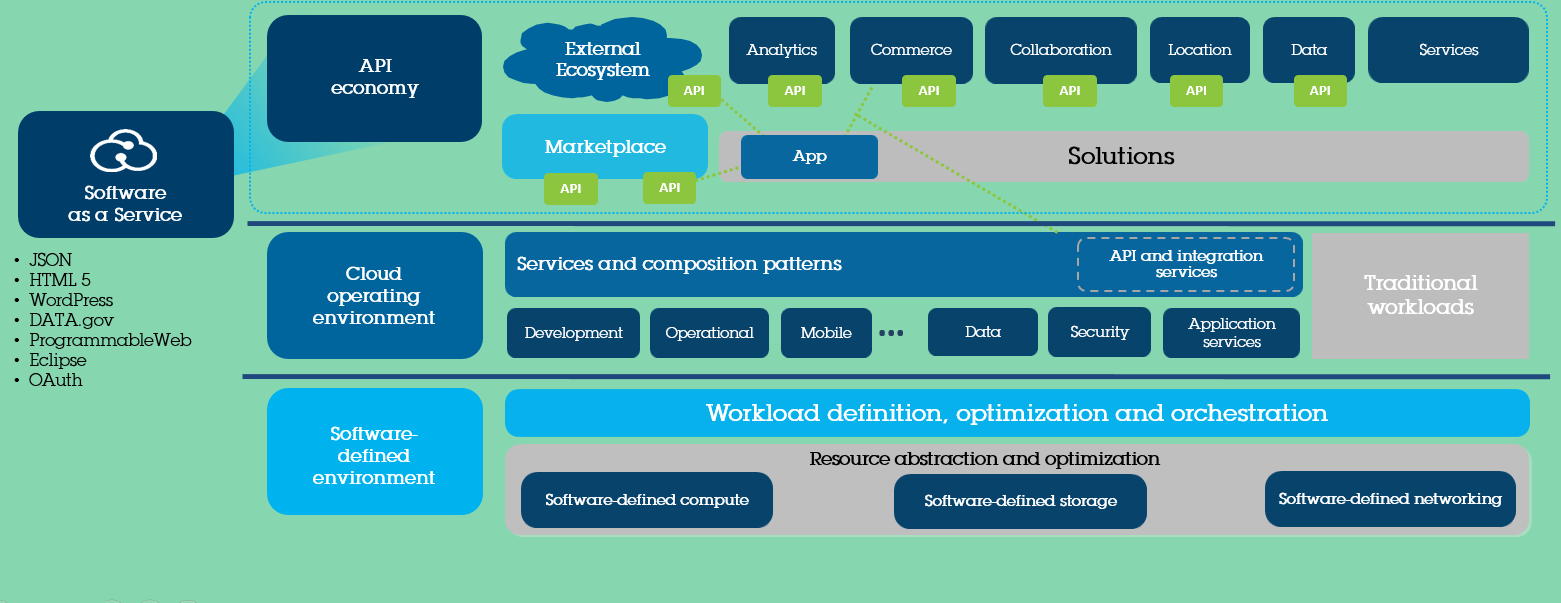 API
economy
External
Ecosystem
API
Analytics
API
Commerce
API
Collaboration
API
Location
API
Data
API
Services
Marketplace
API
API
App
Solutions
Software
as a Service
• JSON
• HTML 5
• WordPress
• DATA.gov
• ProgrammableWeb
• Eclipse
• OAuth
Cloud
operating
environment
Services and composition patterns
API and integration
services
Traditional
workloads
Development
Operational
Mobile
•••
Data
Security
Application
services
Software-
defined
environment
Workload definition, optimization and orchestration
Resource abstraction and optimization
Software-defined compute
Software-defined storage
Software-defined networking